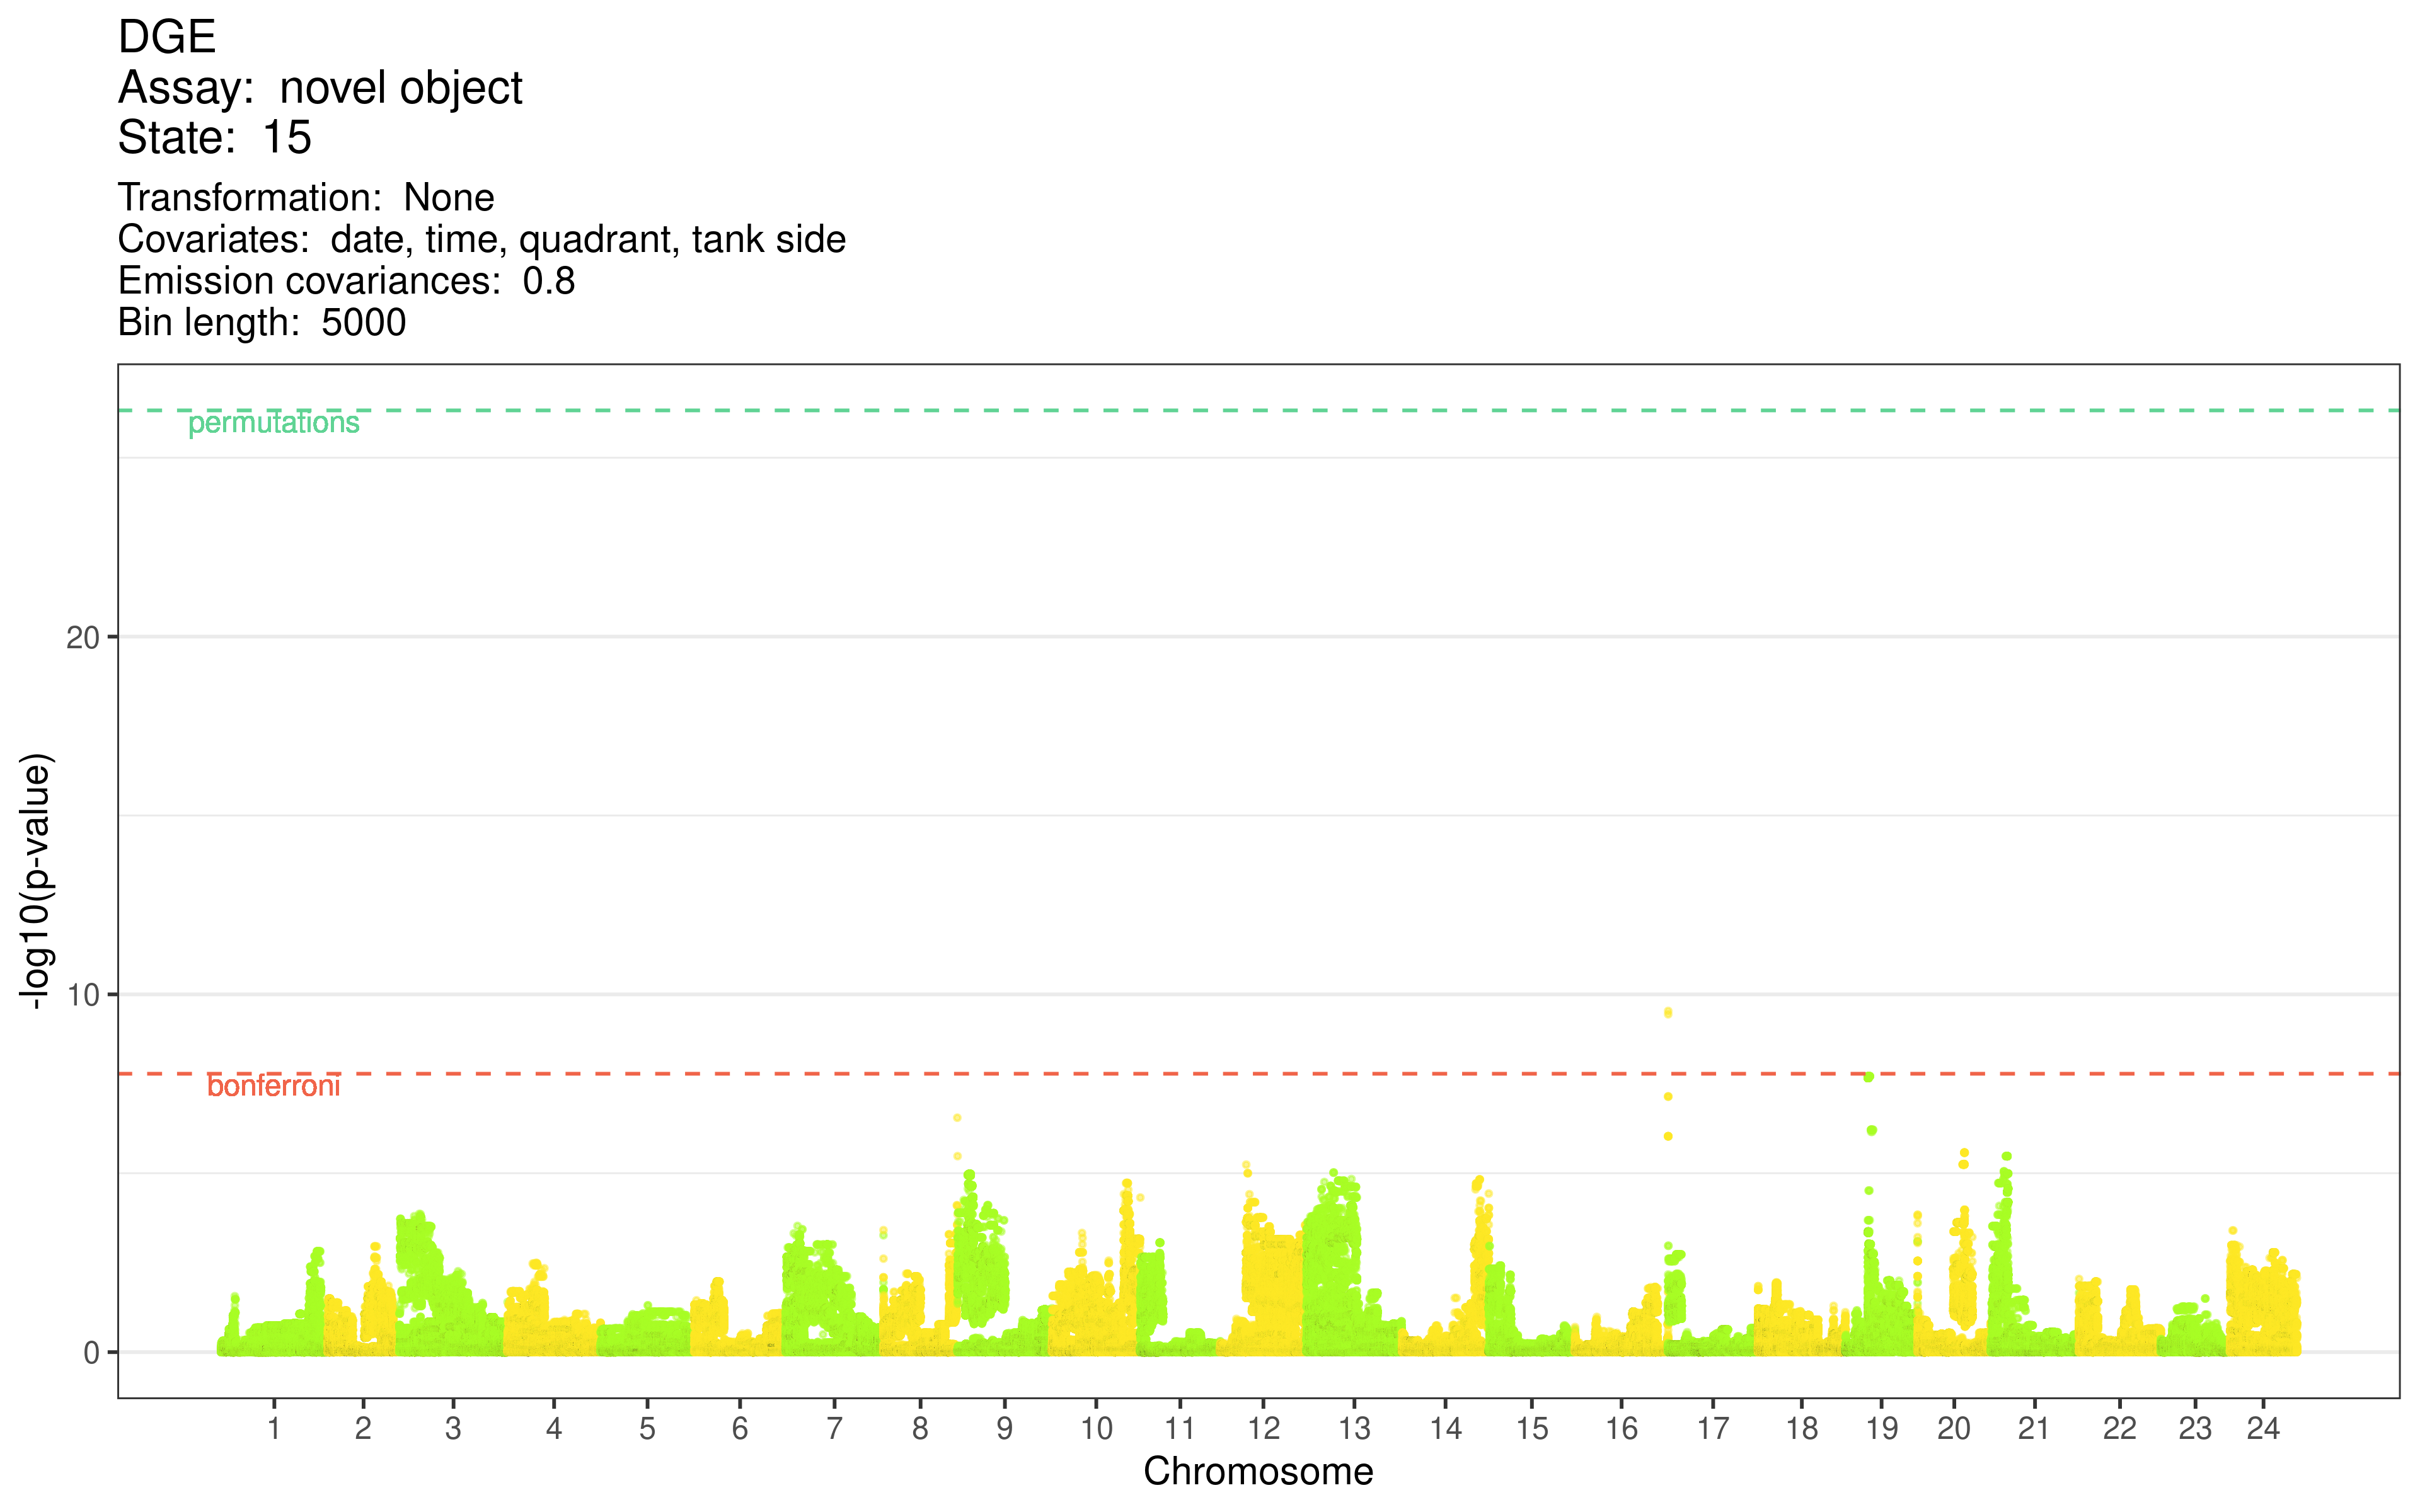 DGE
Assay:  novel object
State:  15
Transformation:  None
Covariates:  date, time, quadrant, tank side
Emission covariances:  0.8
Bin length:  5000
permutations
20
-log10(p-value)
10
bonferroni
0
1 2 3 4 5 6 7 8 9 10 11 12 13 14 15 16 17 18 19 20 21 22 23 24
Chromosome